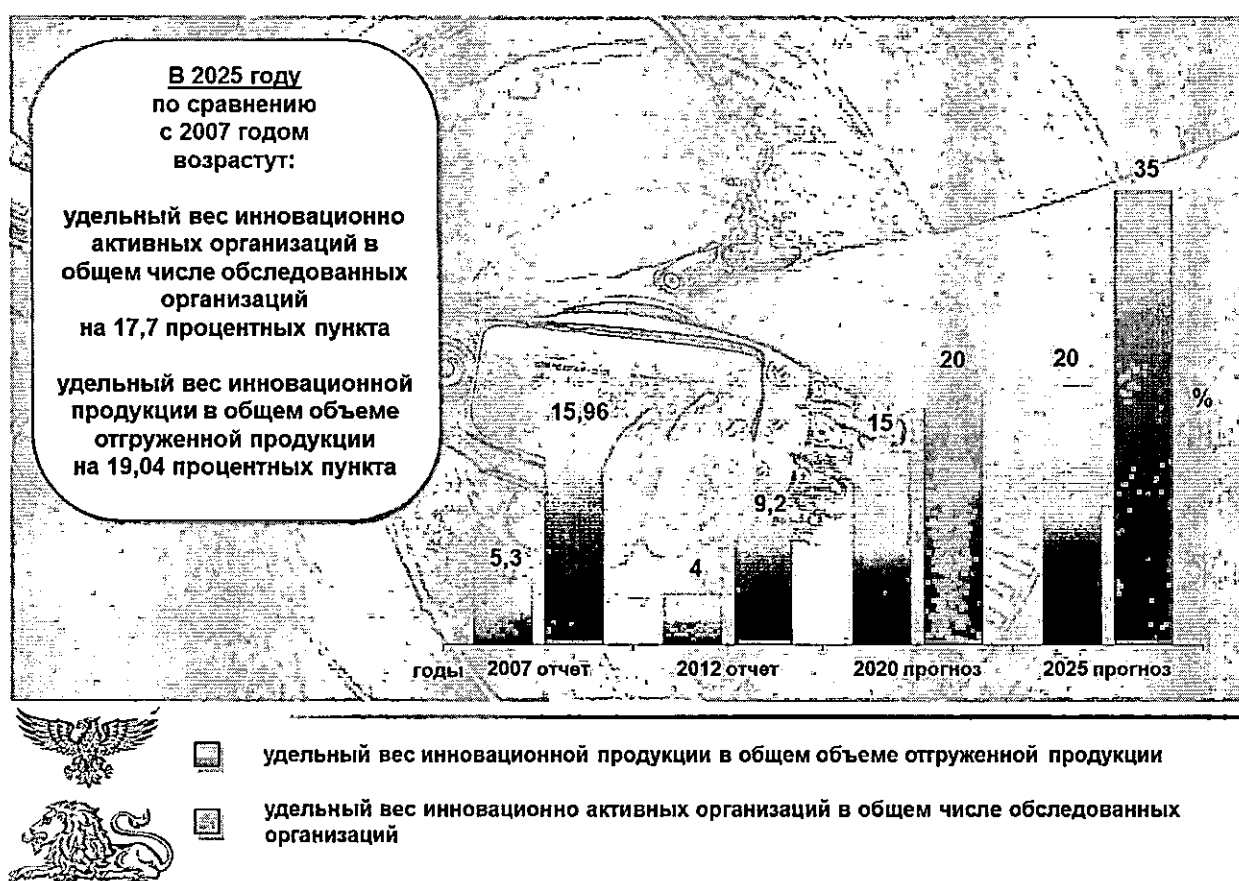 В 2025 году
по сравнению
с 2007 годом
возрастут:
удельный вес инновационно
активных организаций в
общем числе обследованных
организаций
на 17,7 процентных пункта
удельный вес инновационной
продукции в общем объеме
отгруженной продукции
на 19,04 процентных пункта
5,3
15,96
4
9,2
15
20
20
35
%
годы
2007 отчет
2012 отчет
2020 прогноз
2025 прогноз
удельный вес инновационной продукции в общем объеме отгруженной продукции
удельный вес инновационно активных организаций в общем числе обследованных
организаций